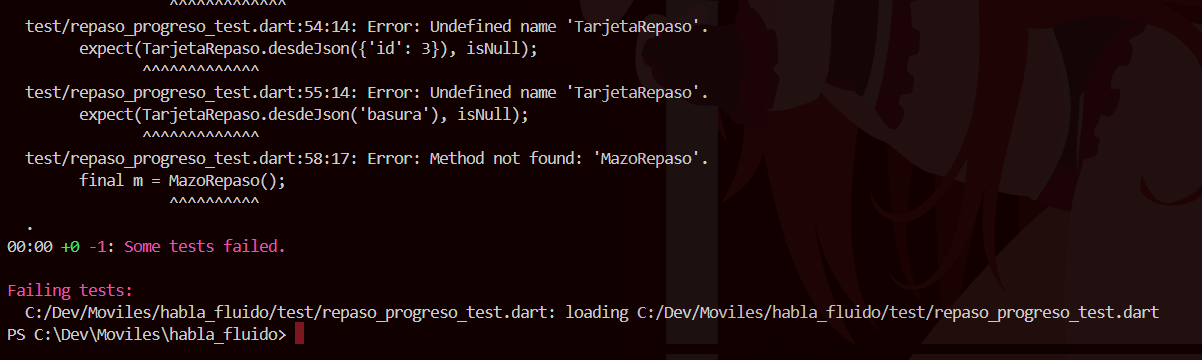 ^^^^^^^^^^^^^
test/repaso_progreso_test.dart:54:14: Error: Undefined name 'TarjetaRepaso'.
expect(TarjetaRepaso.desdeJson({'id': 3}), isNull);
^^^^^^^^^^^^^
test/repaso_progreso_test.dart:55:14: Error: Undefined name 'TarjetaRepaso'.
expect(TarjetaRepaso.desdeJson('basura'), isNull);
^^^^^^^^^^^^^
test/repaso_progreso_test.dart:58:17: Error: Method not found: 'MazoRepaso'.
final m = MazoRepaso();
^^^^^^^^^^
.
00:00 +0 -1: Some tests failed.
Failing tests:
C:/Dev/Moviles/habla_fluido/test/repaso_progreso_test.dart: loading C:/Dev/Moviles/habla_fluido/test/repaso_progreso_test.dart
PS C:\Dev\Moviles\habla_fluido>